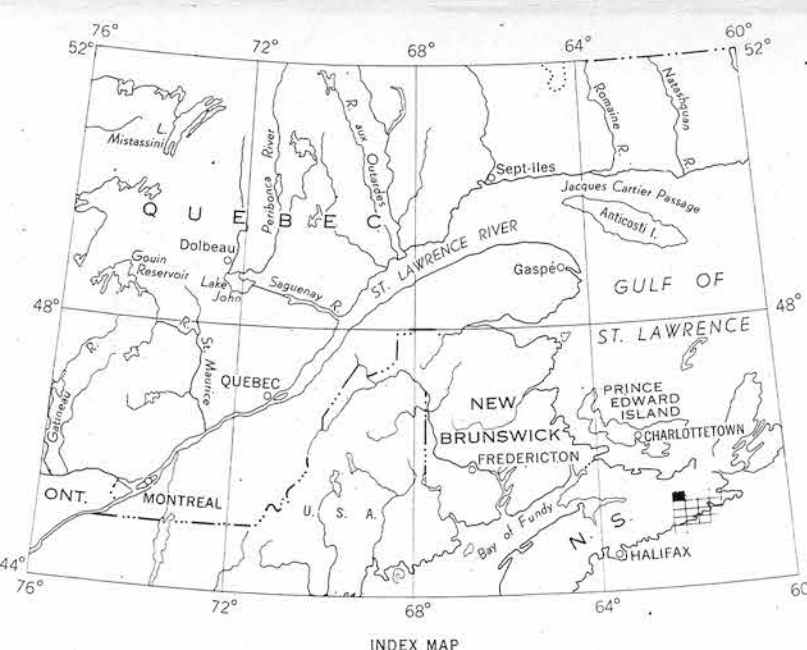 76°
72°
68°
64°
60°
52°
52°
L.
Mistassini
Peribonca River
R. aux Outardes
Romaine R.
Natashquan R.
Sept-Iles
Jacques Cartier Passage
Anticosti I.
QUEBEC
Dolbeau
Gouin
Reservoir
Lake
John
Saguenay R.
ST. LAWRENCE RIVER
Gaspé
GULF OF
ST. LAWRENCE
48°
48°
Gatineau R.
R.
St. Maurice
QUEBEC
NEW
BRUNSWICK
FREDERICTON
PRINCE
EDWARD
ISLAND
CHARLOTTETOWN
ONT.
MONTREAL
U. S. A.
Bay of Fundy
N. S.
HALIFAX
44°
76°
72°
68°
64°
60
INDEX MAP